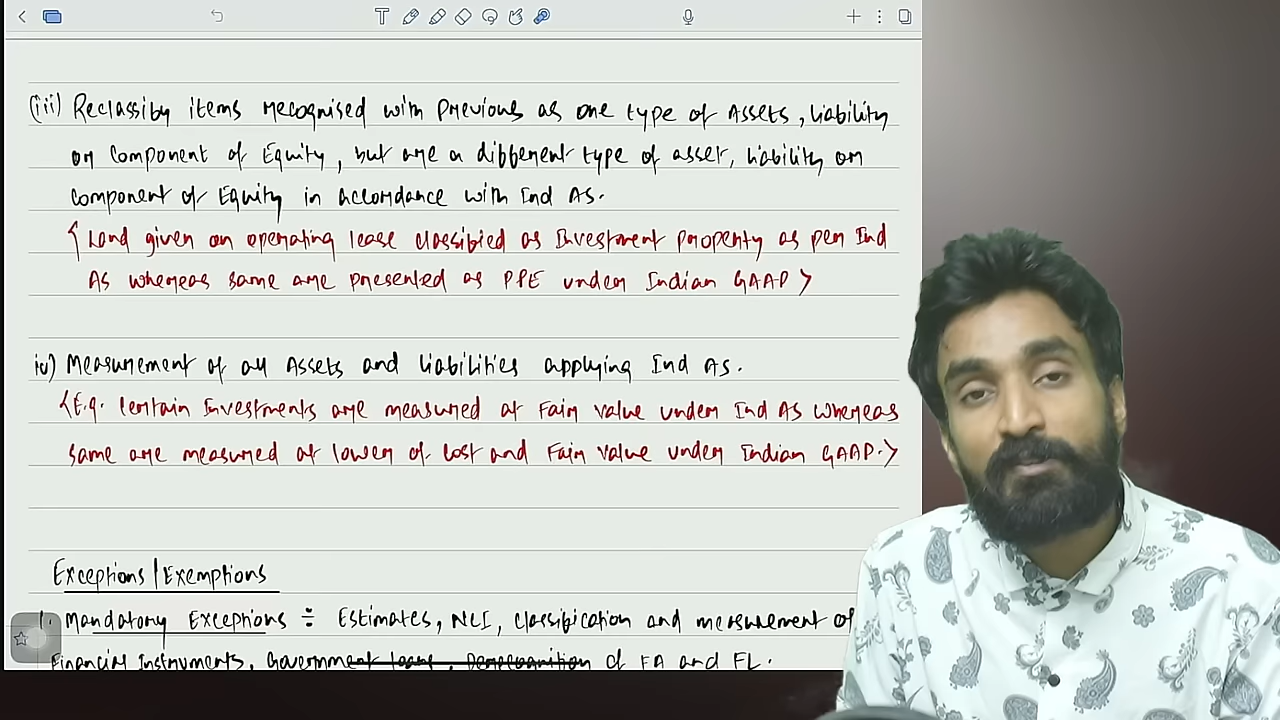 (iii) Reclassify items recognised with Previous as one type of Assets, liability
or component of Equity, but are a different type of asset, liability or
component of Equity in accordance with Ind AS.
{Land given on operating lease classified as Investment property as per Ind
AS whereas same are presented as PPE under Indian GAAP>
iv) Measurement of all Assets and liabilities applying Ind AS.
<E.g. Certain Investments are measured at Fair value under Ind AS whereas
same are measured at lower of cost and Fair value under Indian GAAP.>
Exceptions/Exemptions
1. Mandatory Exceptions ÷ Estimates, NCI, classification and measurement of
Financial Instruments, Government loans, Derecognition of FA and FL.